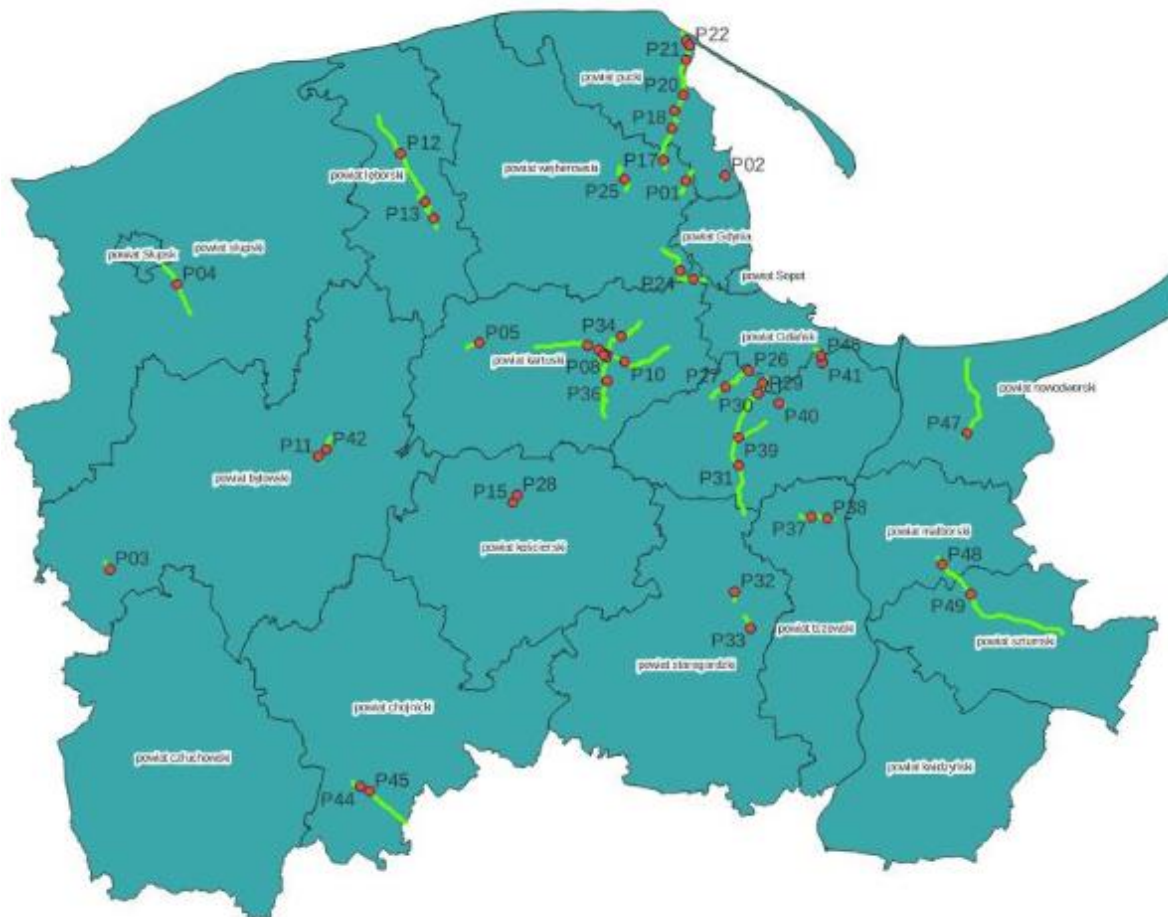 P22
P21
powiat pucki
P20
P18
P12
P17
powiat wejherowski
P02
powiat lęborski
P25
P01
P13
powiat Gdynia
powiat Słupsk
powiat słupski
powiat Sopot
P04
P24
P34
powiat Gdańsk
P05
P46
powiat kartuski
P08
P26
P41
P10
P27
P29
powiat nowodworski
P36
P30
P40
P47
P42
P39
P11
powiat bytowski
P31
P15
P28
P37
P38
powiat malborski
powiat kościerski
P03
P48
P32
P49
P33
powiat tczewski
powiat sztumski
powiat starogardzki
powiat chojnicki
powiat człuchowski
powiat kwidzyński
P44
P45